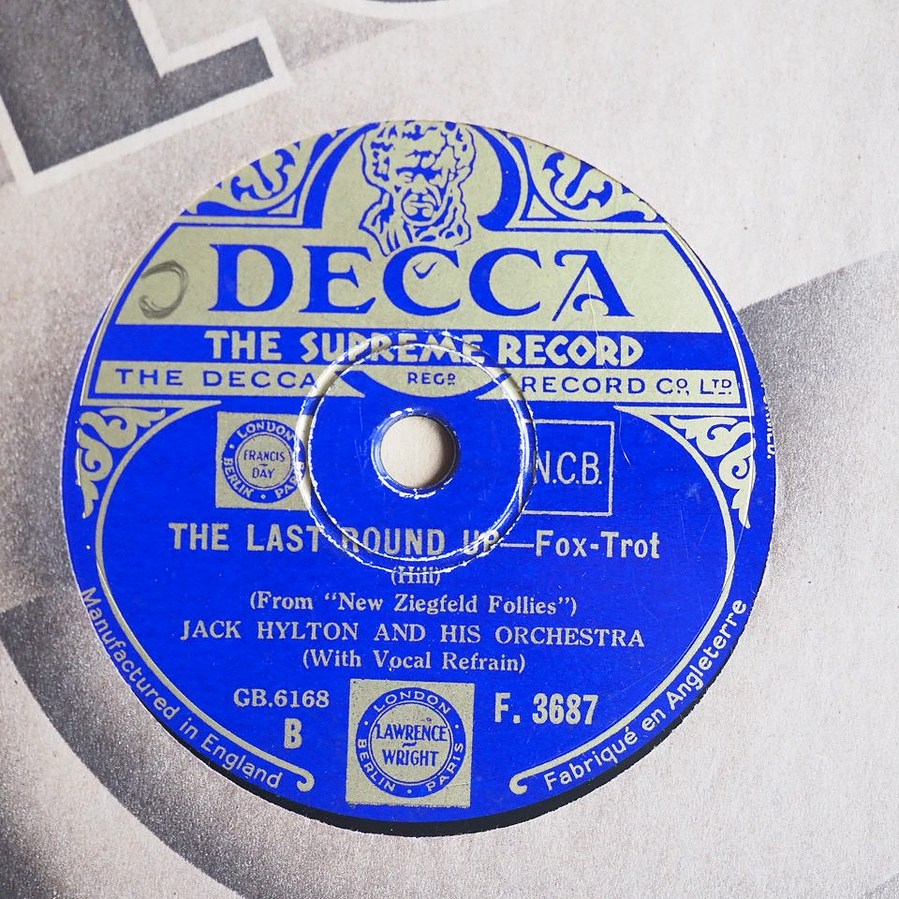 DECCA
THE SUPREME RECORD
THE DECCA REGD RECORD CO., LTD.
LONDON
FRANCIS
DAY
BERLIN · PARIS
N.C.B.
THE LAST ROUND UP—Fox-Trot
(Hill)
(From "New Ziegfeld Follies")
JACK HYLTON AND HIS ORCHESTRA
(With Vocal Refrain)
GB.6168
B
F. 3687
LONDON
LAWRENCE
WRIGHT
BERLIN · PARIS
Manufactured in England
Fabriqué en Angleterre